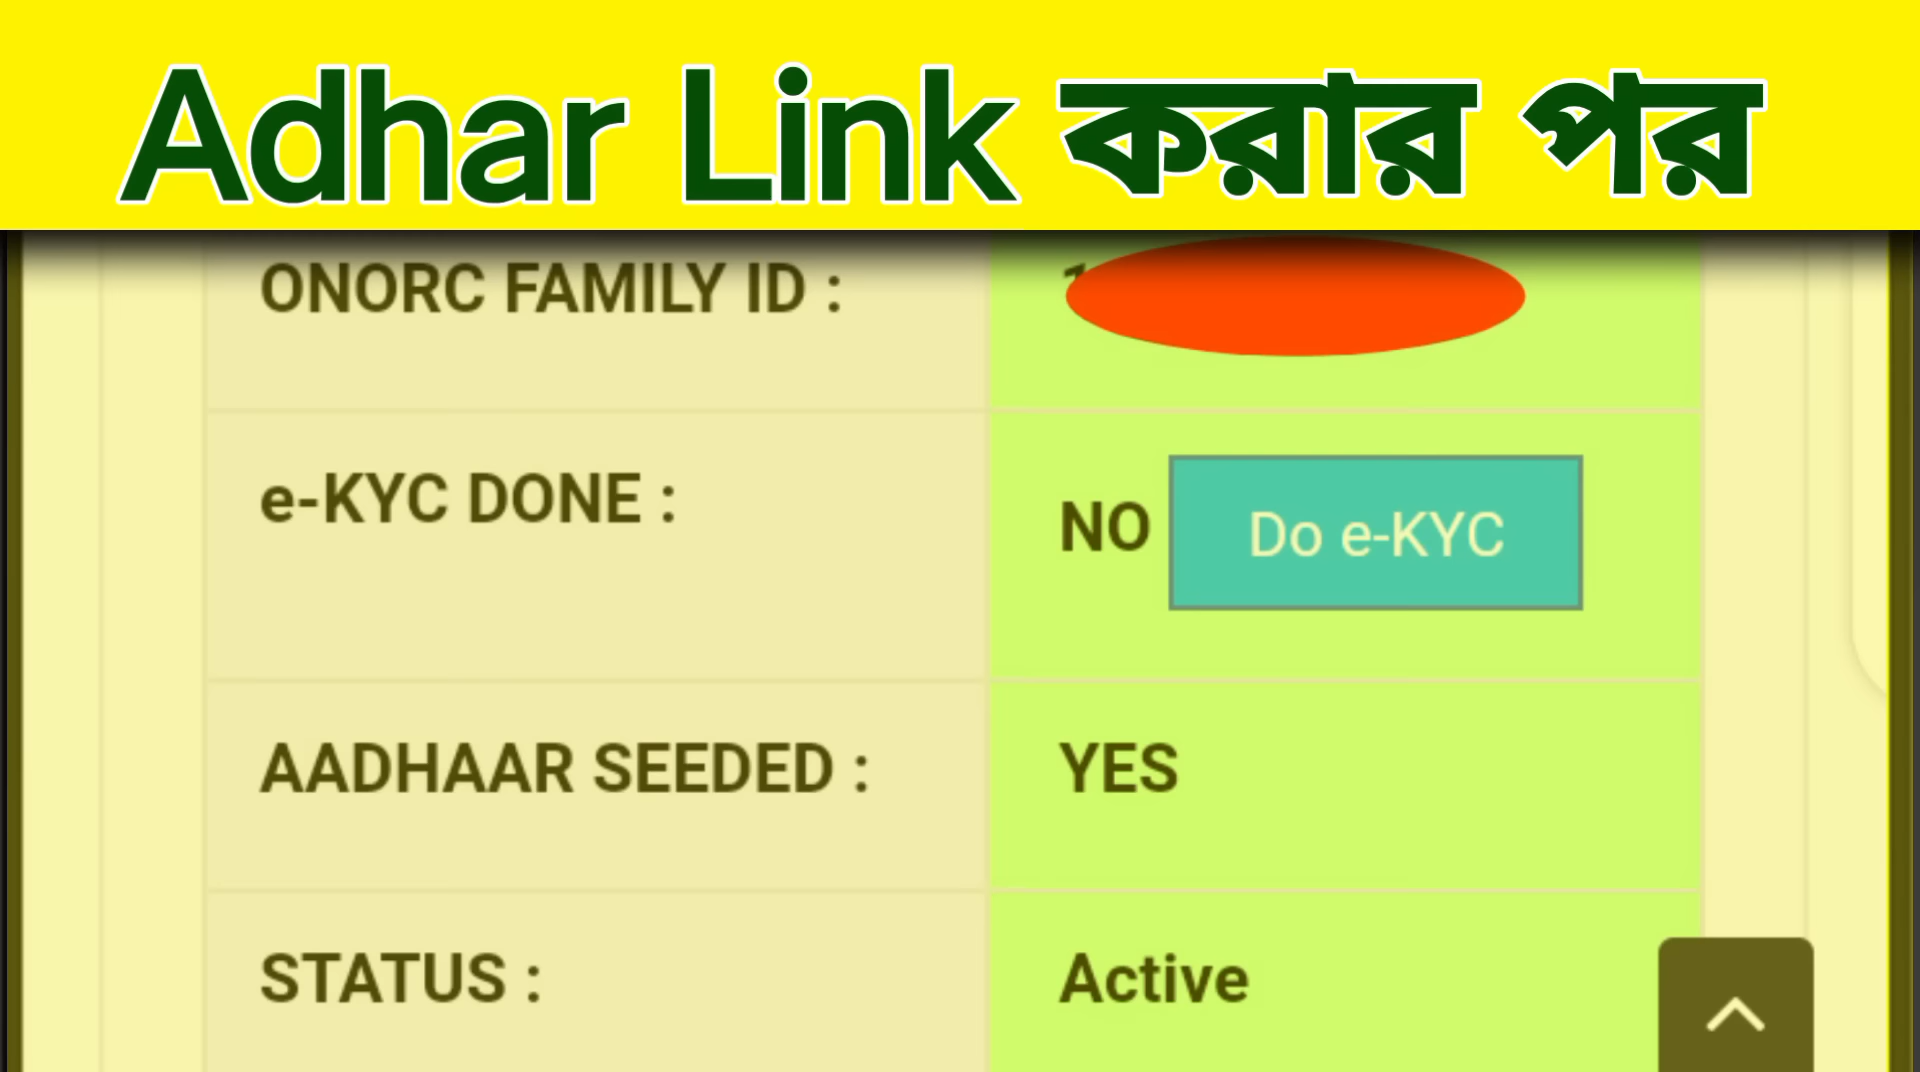 Adhar Link করার পর
ONORC FAMILY ID :
e-KYC DONE :
NO Do e-KYC
AADHAAR SEEDED : YES
STATUS : Active